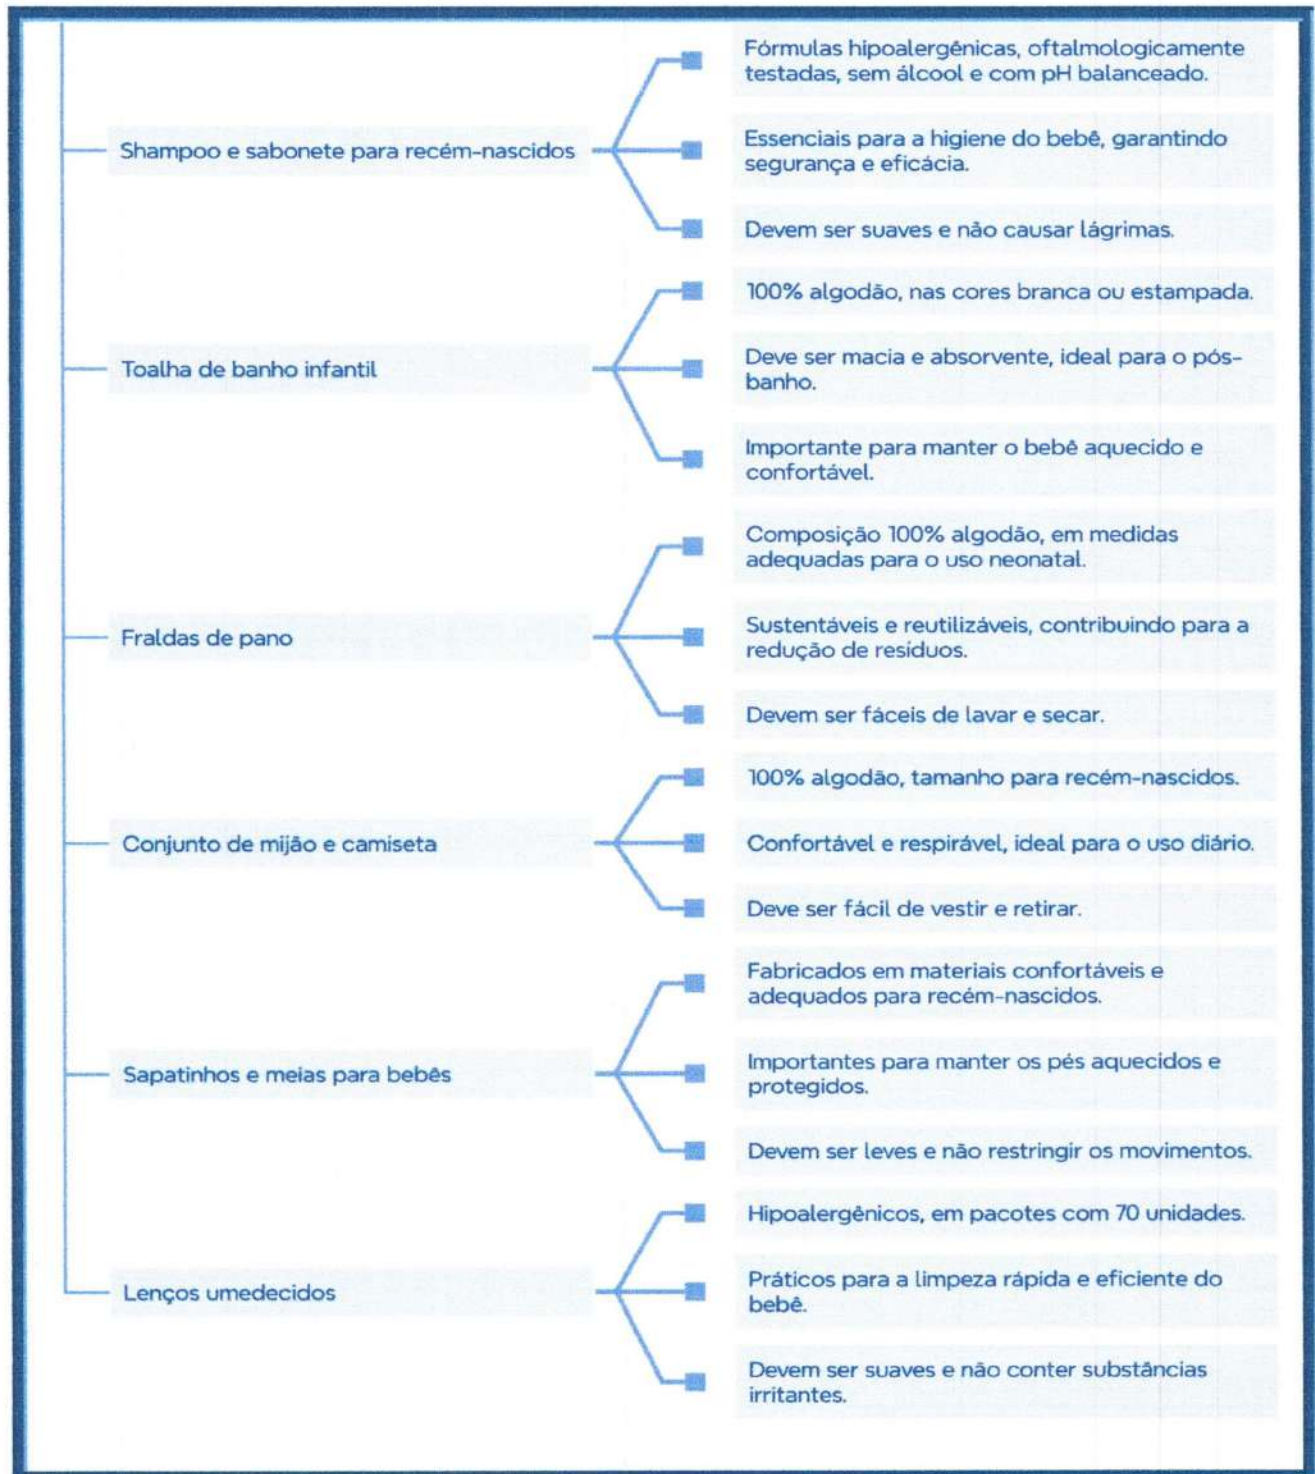 Shampoo e sabonete para recém-nascidos
Fórmulas hipoalergênicas, oftalmologicamente
testadas, sem álcool e com pH balanceado.
Essenciais para a higiene do bebê, garantindo
segurança e eficácia.
Devem ser suaves e não causar lágrimas.
Toalha de banho infantil
100% algodão, nas cores branca ou estampada.
Deve ser macia e absorvente, ideal para o pós-
banho.
Importante para manter o bebê aquecido e
confortável.
Fraldas de pano
Composição 100% algodão, em medidas
adequadas para o uso neonatal.
Sustentáveis e reutilizáveis, contribuindo para a
redução de resíduos.
Devem ser fáceis de lavar e secar.
Conjunto de mijão e camiseta
100% algodão, tamanho para recém-nascidos.
Confortável e respirável, ideal para o uso diário.
Deve ser fácil de vestir e retirar.
Sapatinhos e meias para bebês
Fabricados em materiais confortáveis e
adequados para recém-nascidos.
Importantes para manter os pés aquecidos e
protegidos.
Devem ser leves e não restringir os movimentos.
Lenços umedecidos
Hipoalergênicos, em pacotes com 70 unidades.
Práticos para a limpeza rápida e eficiente do
bebê.
Devem ser suaves e não conter substâncias
irritantes.